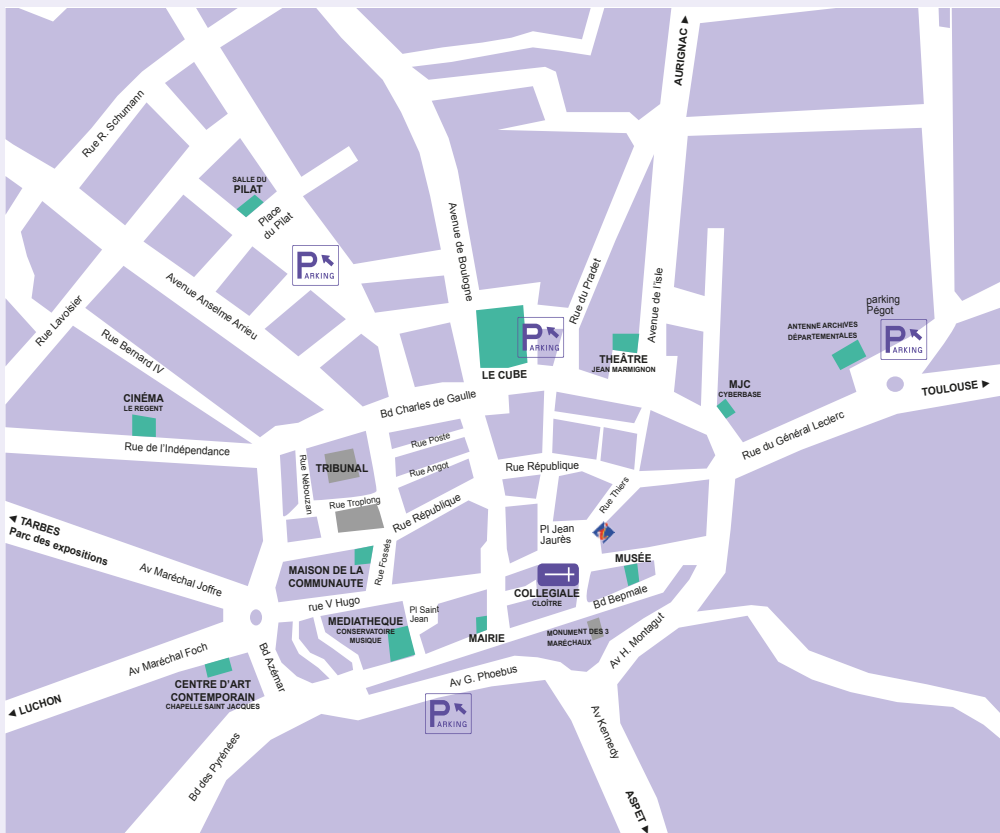 AURIGNAC
Rue R. Schumann
SALLE DU
PILAT
Place
du Pilat
PARKING
Avenue de Boulogne
Rue du Pradet
Avenue de l'isle
Avenue Anselme Arrieu
Rue Lavoisier
Rue Bernard IV
parking
Pégot
ANTENNE ARCHIVES
DÉPARTEMENTALES
PARKING
PARKING
LE CUBE
THEÂTRE
JEAN MARMIGNON
MJC
CYBERBASE
TOULOUSE
CINÉMA
LE REGENT
Bd Charles de Gaulle
Rue de l'Indépendance
Rue du Général Leclerc
Rue Poste
Rue Angot
Rue République
TRIBUNAL
Rue Nébouzan
Rue Troplong
Rue République
Rue Thiers
TARBES
Parc des expositions
Pl Jean
Jaurès
Rue Fossés
MAISON DE LA
COMMUNAUTE
MUSÉE
Av Maréchal Joffre
COLLEGIALE
CLOÎTRE
Bd Bepmale
rue V Hugo
Pl Saint
Jean
MEDIATHEQUE
CONSERVATOIRE
MUSIQUE
MAIRIE
MONUMENT DES 3
MARÉCHAUX
Av H. Montagut
Av Maréchal Foch
Bd Azémar
CENTRE D'ART
CONTEMPORAIN
CHAPELLE SAINT JACQUES
LUCHON
Av G. Phoebus
PARKING
Av Kennedy
Bd des Pyrénées
ASPET